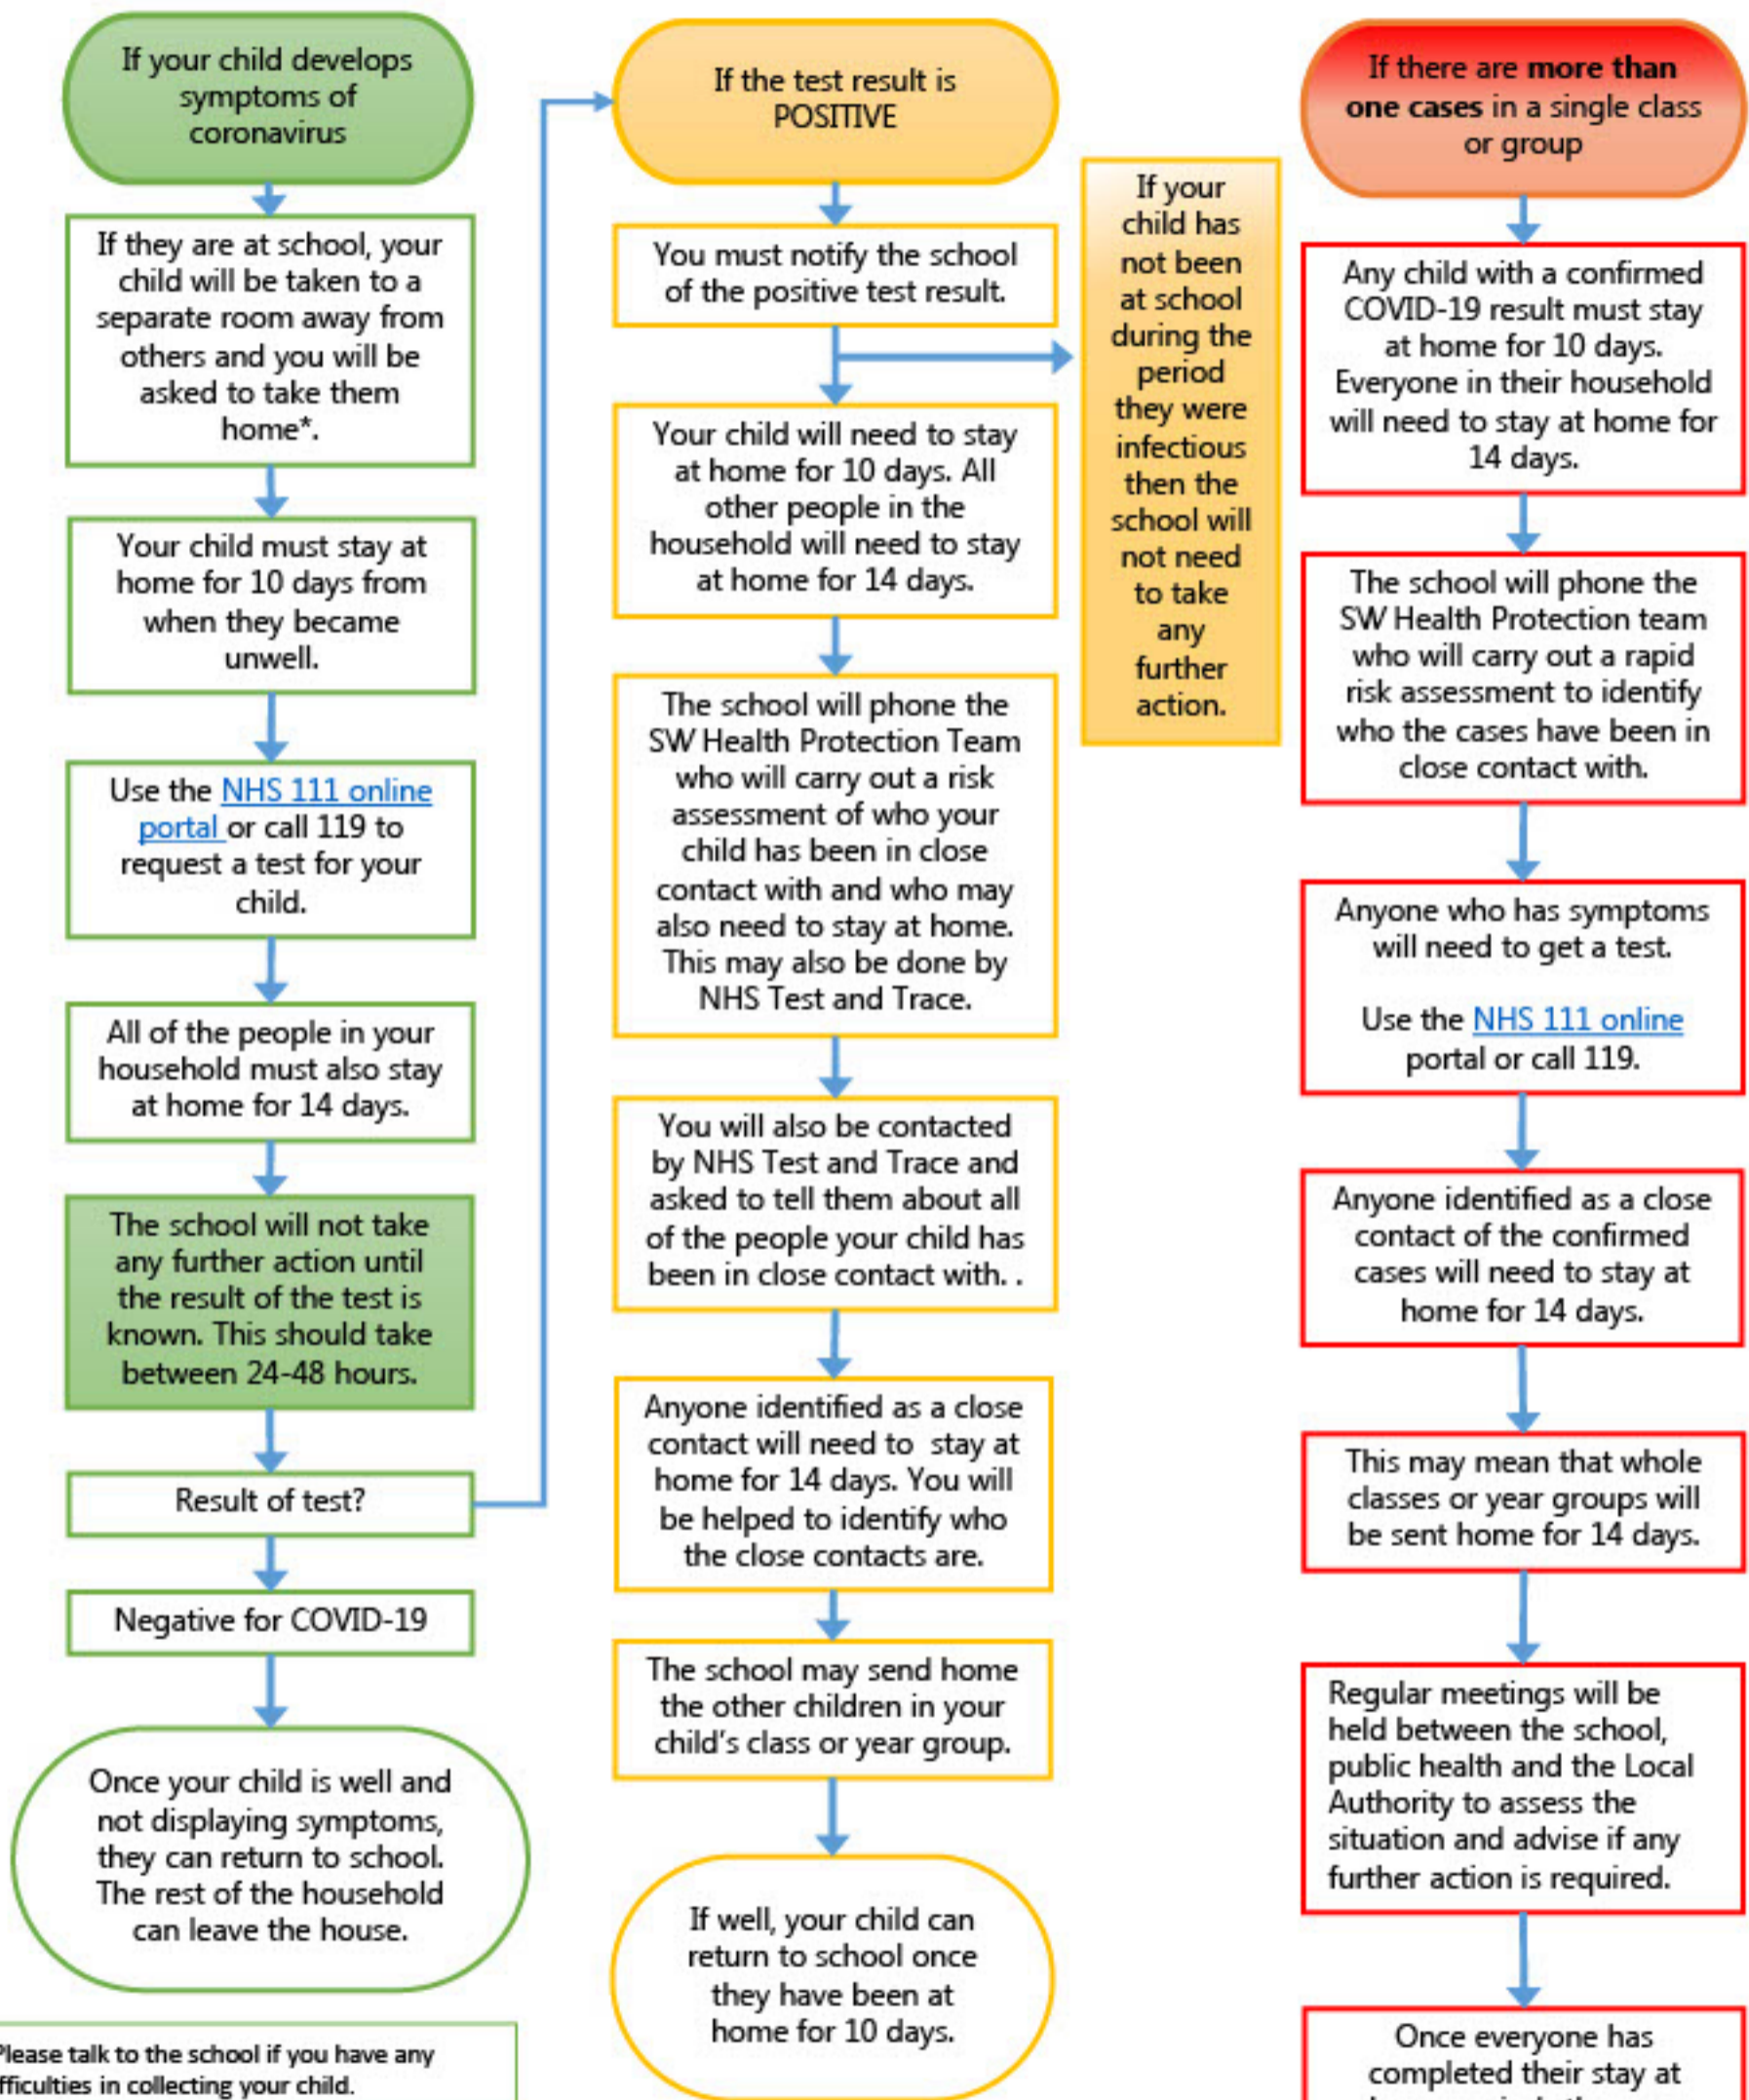 If your child develops
symptoms of
coronavirus
If they are at school, your
child will be taken to a
separate room away from
others and you will be
asked to take them
home*.
Your child must stay at
home for 10 days from
when they became
unwell.
Use the NHS 111 online
portal or call 119 to
request a test for your
child.
All of the people in your
household must also stay
at home for 14 days.
The school will not take
any further action until
the result of the test is
known. This should take
between 24-48 hours.
Result of test?
Negative for COVID-19
Once your child is well and
not displaying symptoms,
they can return to school.
The rest of the household
can leave the house.
Please talk to the school if you have any
in collecting your child.
If the test result is
POSITIVE
You must notify the school
of the positive test result.
Your child will need to stay
at home for 10 days. All
other people in the
household will need to stay
at home for 14 days.
The school will phone the
SW Health Protection Team
who will carry out a risk
assessment of who your
child has been in close
contact with and who may
also need to stay at home.
This may also be done by
NHS Test and Trace.
You will also be contacted
by NHS Test and Trace and
asked to tell them about all
of the people your child has
been in close contact with. .
Anyone identified as a close
contact will need to stay at
home for 14 days. You will
be helped to identify who
the close contacts are.
The school may send home
the other children in your
child's class or year group.
If well, your child can
return to school once
they have been at
home for 10 days.
If your
child has
not been
at school
during the
period
they were
infectious
then the
school will
not need
to take
any
further
action.
If there are more than
one cases in a single class
or group
Any child with a confirmed
COVID-19 result must stay
at home for 10 days.
Everyone in their household
will need to stay at home for
14 days.
The school will phone the
SW Health Protection team
who will carry out a rapid
risk assessment to identify
who the cases have been in
close contact with.
Anyone who has symptoms
will need to get a test.
Use the NHS 111 online
portal or call 119.
Anyone identified as a close
contact of the confirmed
cases will need to stay at
home for 14 days.
This may mean that whole
classes or year groups will
be sent home for 14 days.
Regular meetings will be
held between the school,
public health and the Local
Authority to assess the
situation and advise if any
further action is required.
Once everyone has
completed their stay at